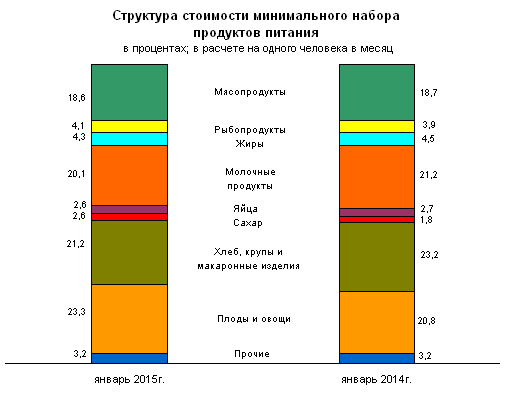 Структура стоимости минимального набора
продуктов питания
в процентах; в расчете на одного человека в месяц
18,6 Масопродукты 18,7
4,1 Рыбопродукты 3,9
4,3 Жиры 4,5
20,1 Молочные 21,2
продукты
2,6 Яйца 2,7
2,6 Сахар 1,8
21,2 Хлеб, крупы и 23,2
макаронные изделия
23,3 Плоды и овощи 20,8
3,2 Прочие 3,2
январь 2015г. январь 2014г.